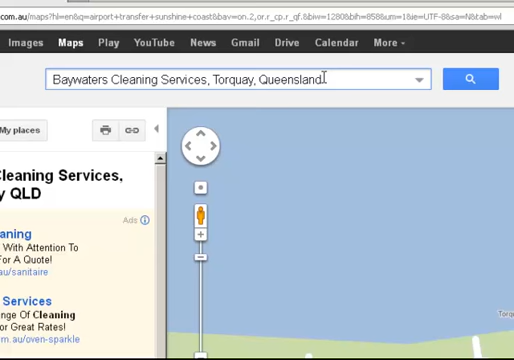 .com.au/maps?hl=en&q=airport+transfer+sunshine+coast&bav=on.2,or.r_cp.r_qf.&biw=1280&bih=858&um=1&ie=UTF-8&sa=N&tab=wl
Images Maps Play YouTube News Gmail Drive Calendar More
Baywaters Cleaning Services, Torquay, Queensland
My places
Cleaning Services,
y QLD
Ads
aning
With Attention To
For A Quote!
au/sanitaire
Services
nge Of Cleaning
or Great Rates!
m.au/oven-sparkle
Torq